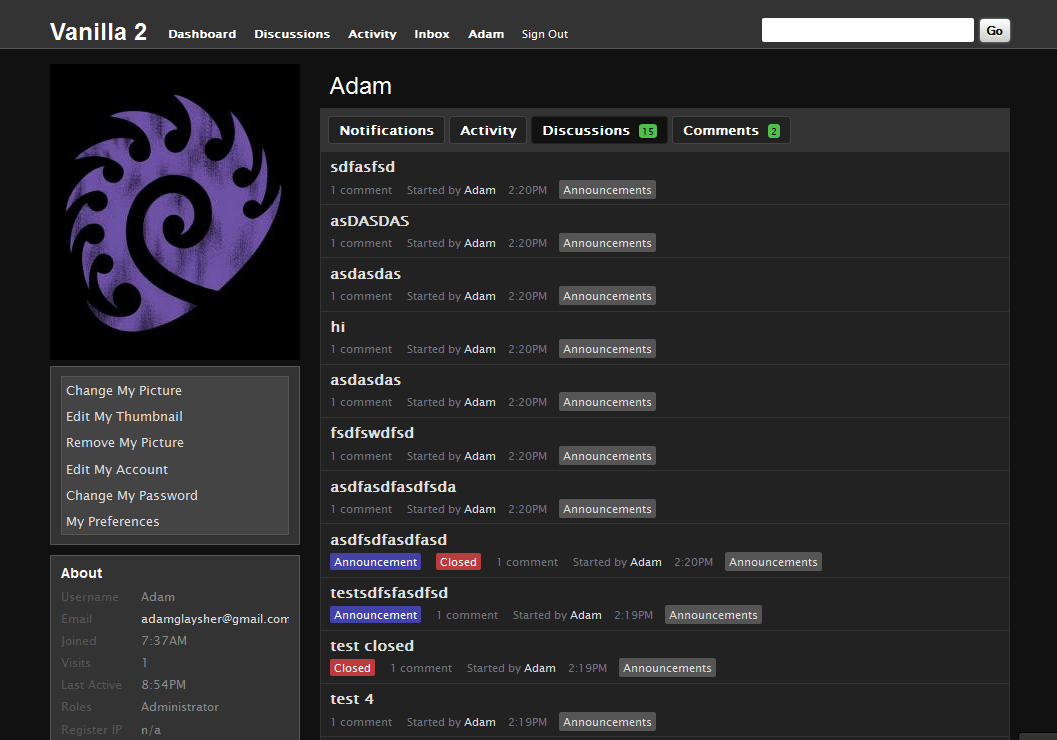 Vanilla 2 Dashboard Discussions Activity Inbox Adam Sign Out Go
Adam
Notifications Activity Discussions 15 Comments 2
sdfasfsd
1 comment Started by Adam 2:20PM Announcements
asDASDAS
1 comment Started by Adam 2:20PM Announcements
asdasdas
1 comment Started by Adam 2:20PM Announcements
hi
1 comment Started by Adam 2:20PM Announcements
asdasdas
1 comment Started by Adam 2:20PM Announcements
fsdfswdfsd
1 comment Started by Adam 2:20PM Announcements
asdfasdfasdfsda
1 comment Started by Adam 2:20PM Announcements
asdfsdfasdfasd
Announcement Closed 1 comment Started by Adam 2:20PM Announcements
testsdfsfasdfsd
Announcement 1 comment Started by Adam 2:19PM Announcements
test closed
Closed 1 comment Started by Adam 2:19PM Announcements
test 4
1 comment Started by Adam 2:19PM Announcements
Change My Picture
Edit My Thumbnail
Remove My Picture
Edit My Account
Change My Password
My Preferences
About
Username Adam
Email adamglaysher@gmail.com
Joined 7:37AM
Visits 1
Last Active 8:54PM
Roles Administrator
Register IP n/a